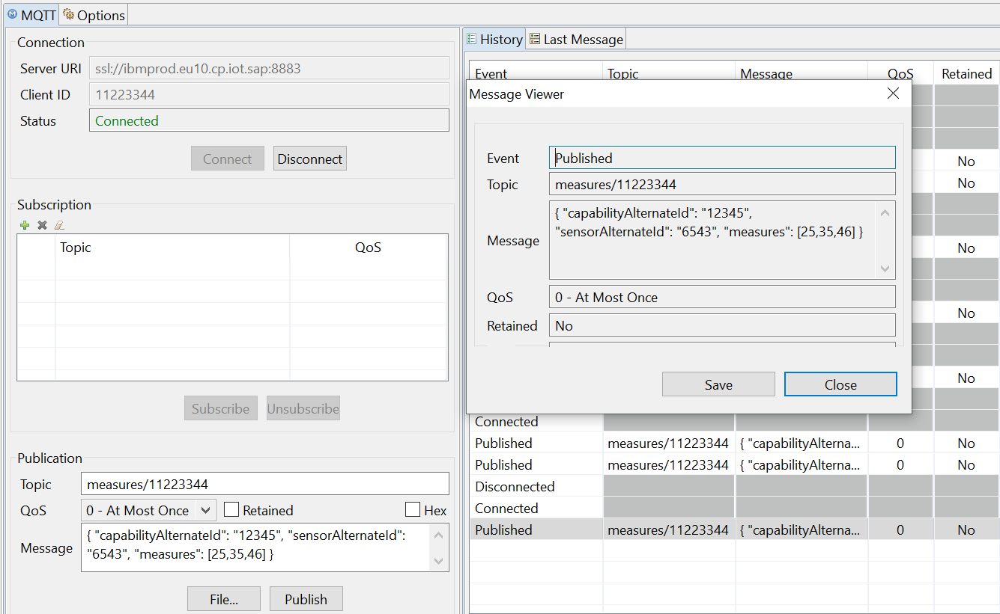 MQTT Options
Connection
Server URI ssl://ibmprod.eu10.cp.iot.sap:8883
Client ID 11223344
Status Connected
Connect Disconnect
Subscription
Topic QoS
Subscribe Unsubscribe
Publication
Topic measures/11223344
QoS 0 - At Most Once Retained Hex
Message { "capabilityAlternateId": "12345", "sensorAlternateId":
"6543", "measures": [25,35,46] }
File... Publish
History Last Message
Event Topic Message QoS Retained
No
No
No
No
No
Message Viewer
Event Published
Topic measures/11223344
Message { "capabilityAlternateId": "12345",
"sensorAlternateId": "6543", "measures": [25,35,46] }
QoS 0 - At Most Once
Retained No
Save Close
Connected
Published measures/11223344 { "capabilityAlterna... 0 No
Published measures/11223344 { "capabilityAlterna... 0 No
Disconnected
Connected
Published measures/11223344 { "capabilityAlterna... 0 No